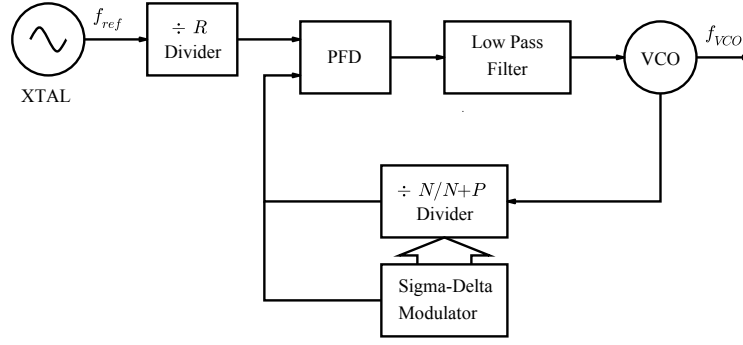 f_ref
÷ R
Divider
XTAL
PFD
Low Pass
Filter
VCO
f_VCO
÷ N/N+P
Divider
Sigma-Delta
Modulator